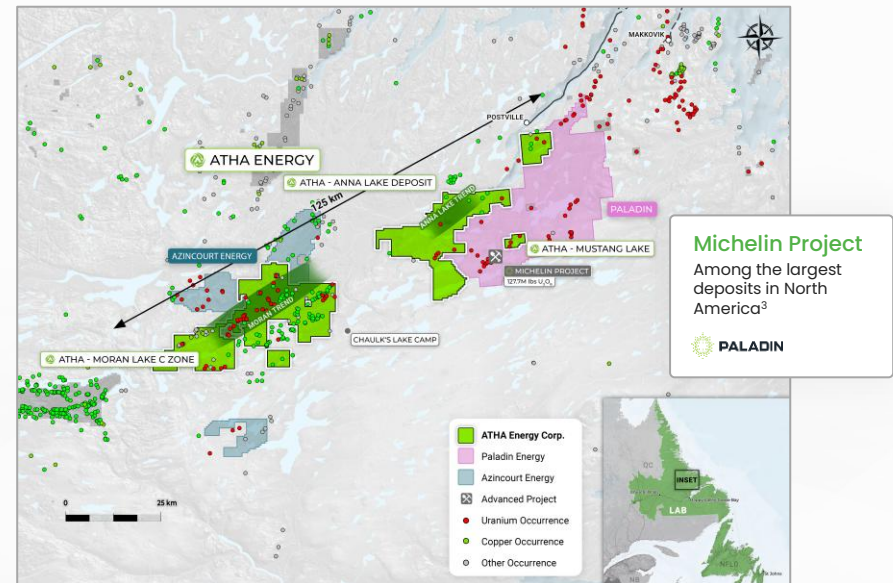 MAKKOVIK
POSTVILLE
ATHA ENERGY
ATHA - ANNA LAKE DEPOSIT
125 km
ANNA LAKE TREND
PALADIN
AZINCOURT ENERGY
ATHA - MUSTANG LAKE
MICHELIN PROJECT
127.7M lbs U₃O₈
MORAN TREND
CHAULK'S LAKE CAMP
ATHA - MORAN LAKE C ZONE
Michelin Project
Among the largest
deposits in North
America³
PALADIN
0 25 km
ATHA Energy Corp.
Paladin Energy
Azincourt Energy
Advanced Project
Uranium Occurrence
Copper Occurrence
Other Occurrence
QC
INSET
LAB
NFLD
St. Johns
NB